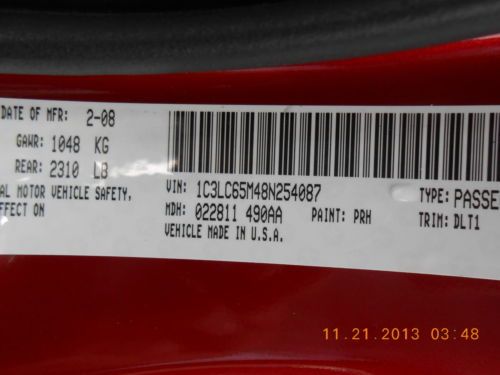 DATE OF MFR: 2-08
GAWR: 1048 KG
REAR: 2310 LB
AL MOTOR VEHICLE SAFETY,
EFFECT ON
VIN: 1C3LC65M48N254087
TYPE: PASSE
MDH: 022811 490AA PAINT: PRH
TRIM: DLT1
VEHICLE MADE IN U.S.A.
11.21.2013 03:48